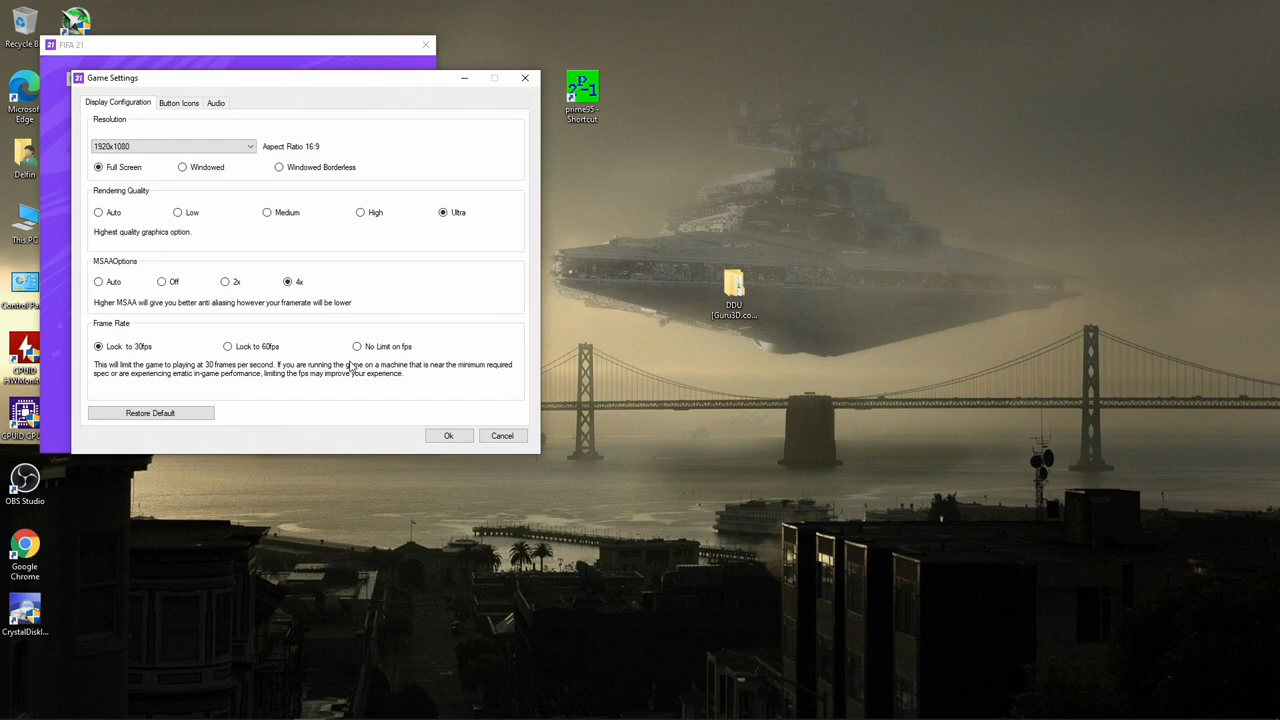 Recycle B
21 FIFA 21
21 Game Settings
Display Configuration Button Icons Audio
Resolution
1920x1080 Aspect Ratio 16:9
Full Screen Windowed Windowed Borderless
Rendering Quality
Auto Low Medium High Ultra
Highest quality graphics option.
MSAAOptions
Auto Off 2x 4x
Higher MSAA will give you better anti aliasing however your framerate will be lower
Frame Rate
Lock to 30fps Lock to 60fps No Limit on fps
This will limit the game to playing at 30 frames per second. If you are running the game on a machine that is near the minimum required
spec or are experiencing erratic in-game performance, limiting the fps may improve your experience.
Restore Default
Ok Cancel
Microsof
Edge
Delfin
This PC
Control Pa
CPUID
HWMonit
CPUID CPU
OBS Studio
Google
Chrome
CrystalDiskI...
prime95 -
Shortcut
DDU
[Guru3D.co...